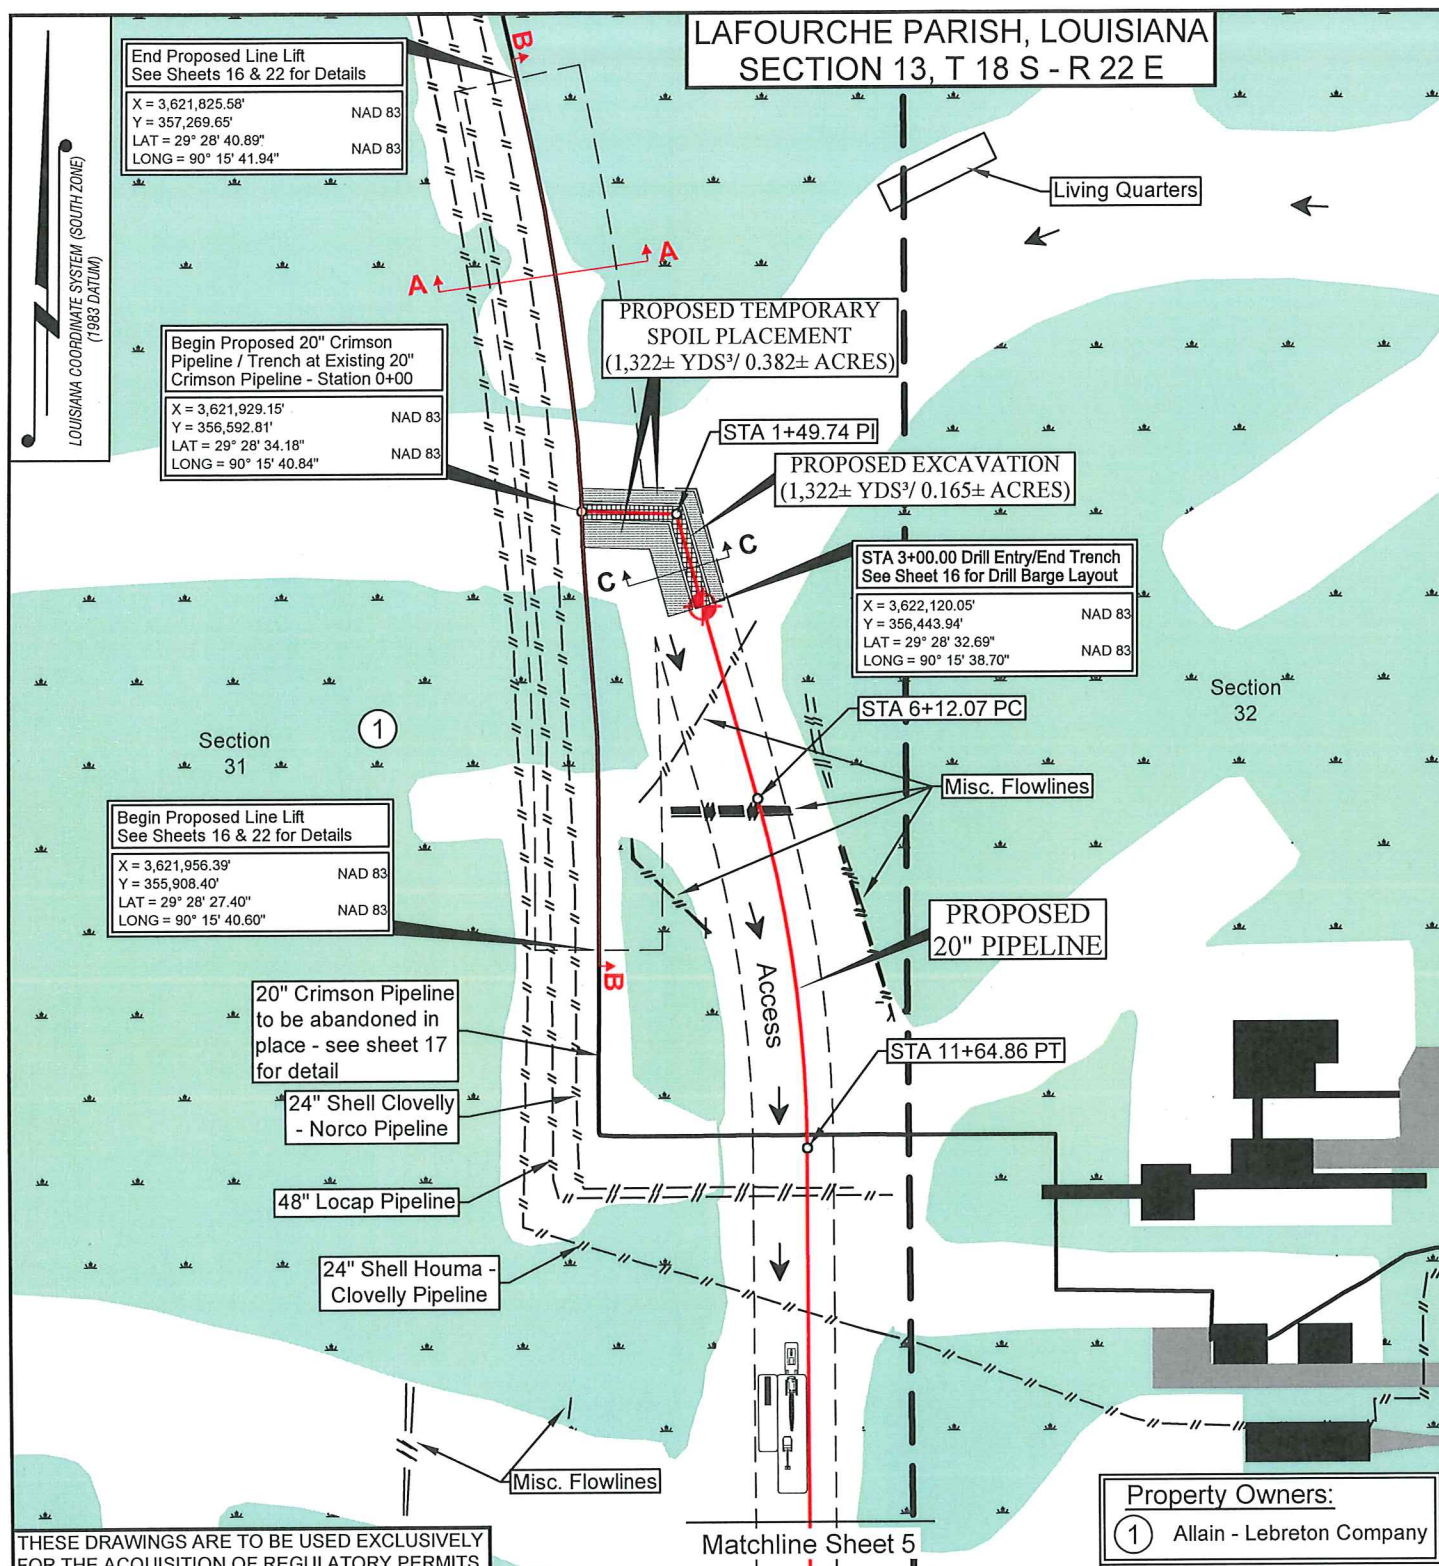 LAFOURCHE PARISH, LOUISIANA
SECTION 13, T 18 S - R 22 E
LOUISIANA COORDINATE SYSTEM (SOUTH ZONE)
(1983 DATUM)
End Proposed Line Lift
See Sheets 16 & 22 for Details
X = 3,621,825.58' NAD 83
Y = 357,269.65'
LAT = 29° 28' 40.89" NAD 83
LONG = 90° 15' 41.94"
B
Living Quarters
A
A
PROPOSED TEMPORARY
SPOIL PLACEMENT
(1,322± YDS³/ 0.382± ACRES)
Begin Proposed 20" Crimson
Pipeline / Trench at Existing 20"
Crimson Pipeline - Station 0+00
X = 3,621,929.15' NAD 83
Y = 356,592.81'
LAT = 29° 28' 34.18" NAD 83
LONG = 90° 15' 40.84"
STA 1+49.74 PI
PROPOSED EXCAVATION
(1,322± YDS³/ 0.165± ACRES)
C
C
STA 3+00.00 Drill Entry/End Trench
See Sheet 16 for Drill Barge Layout
X = 3,622,120.05' NAD 83
Y = 356,443.94'
LAT = 29° 28' 32.69" NAD 83
LONG = 90° 15' 38.70"
Section
32
STA 6+12.07 PC
1
Section
31
Misc. Flowlines
Begin Proposed Line Lift
See Sheets 16 & 22 for Details
X = 3,621,956.39' NAD 83
Y = 355,908.40'
LAT = 29° 28' 27.40" NAD 83
LONG = 90° 15' 40.60"
PROPOSED
20" PIPELINE
B
Access
20" Crimson Pipeline
to be abandoned in
place - see sheet 17
for detail
STA 11+64.86 PT
24" Shell Clovelly
- Norco Pipeline
48" Locap Pipeline
24" Shell Houma -
Clovelly Pipeline
Misc. Flowlines
Property Owners:
1 Allain - Lebreton Company
Matchline Sheet 5
THESE DRAWINGS ARE TO BE USED EXCLUSIVELY
FOR THE ACQUISITION OF REGULATORY PERMITS